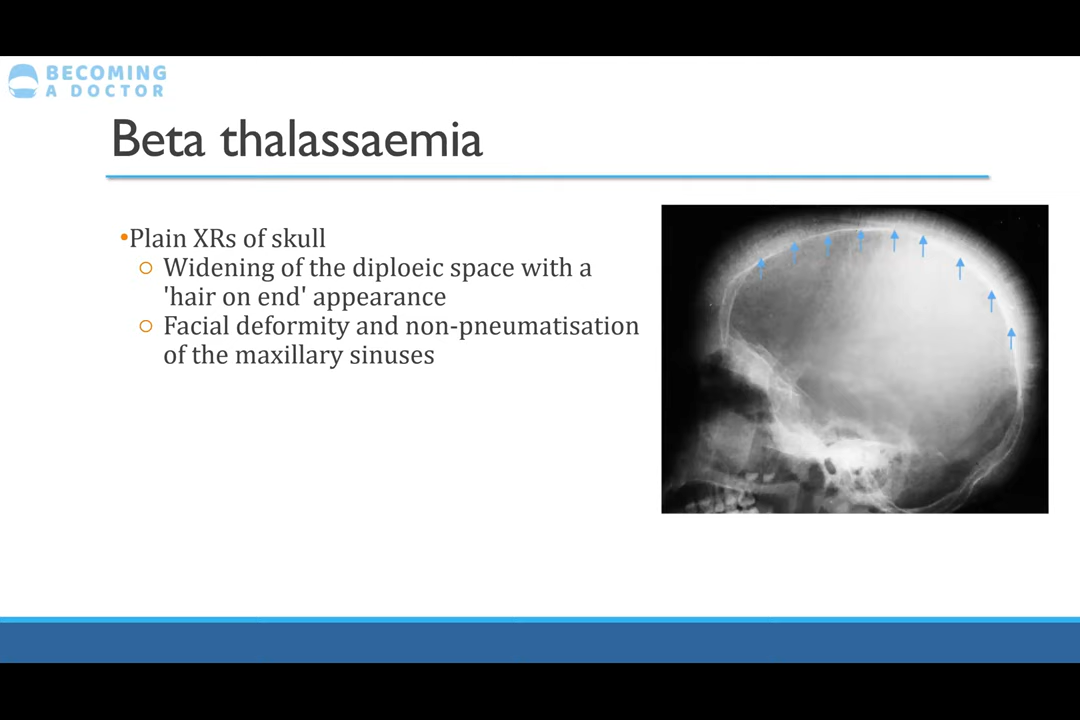 BECOMING
A DOCTOR
Beta thalassaemia
•Plain XRs of skull
○ Widening of the diploeic space with a
'hair on end' appearance
○ Facial deformity and non-pneumatisation
of the maxillary sinuses